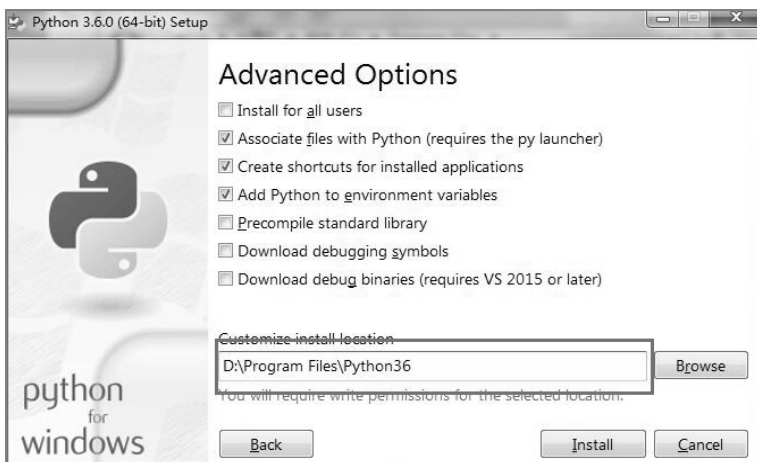 Python 3.6.0 (64-bit) Setup
Advanced Options
Install for all users
Associate files with Python (requires the py launcher)
Create shortcuts for installed applications
Add Python to environment variables
Precompile standard library
Download debugging symbols
Download debug binaries (requires VS 2015 or later)
Customize install location
D:\Program Files\Python36
Browse
You will require write permissions for the selected location.
python
for
windows
Back
Install
Cancel